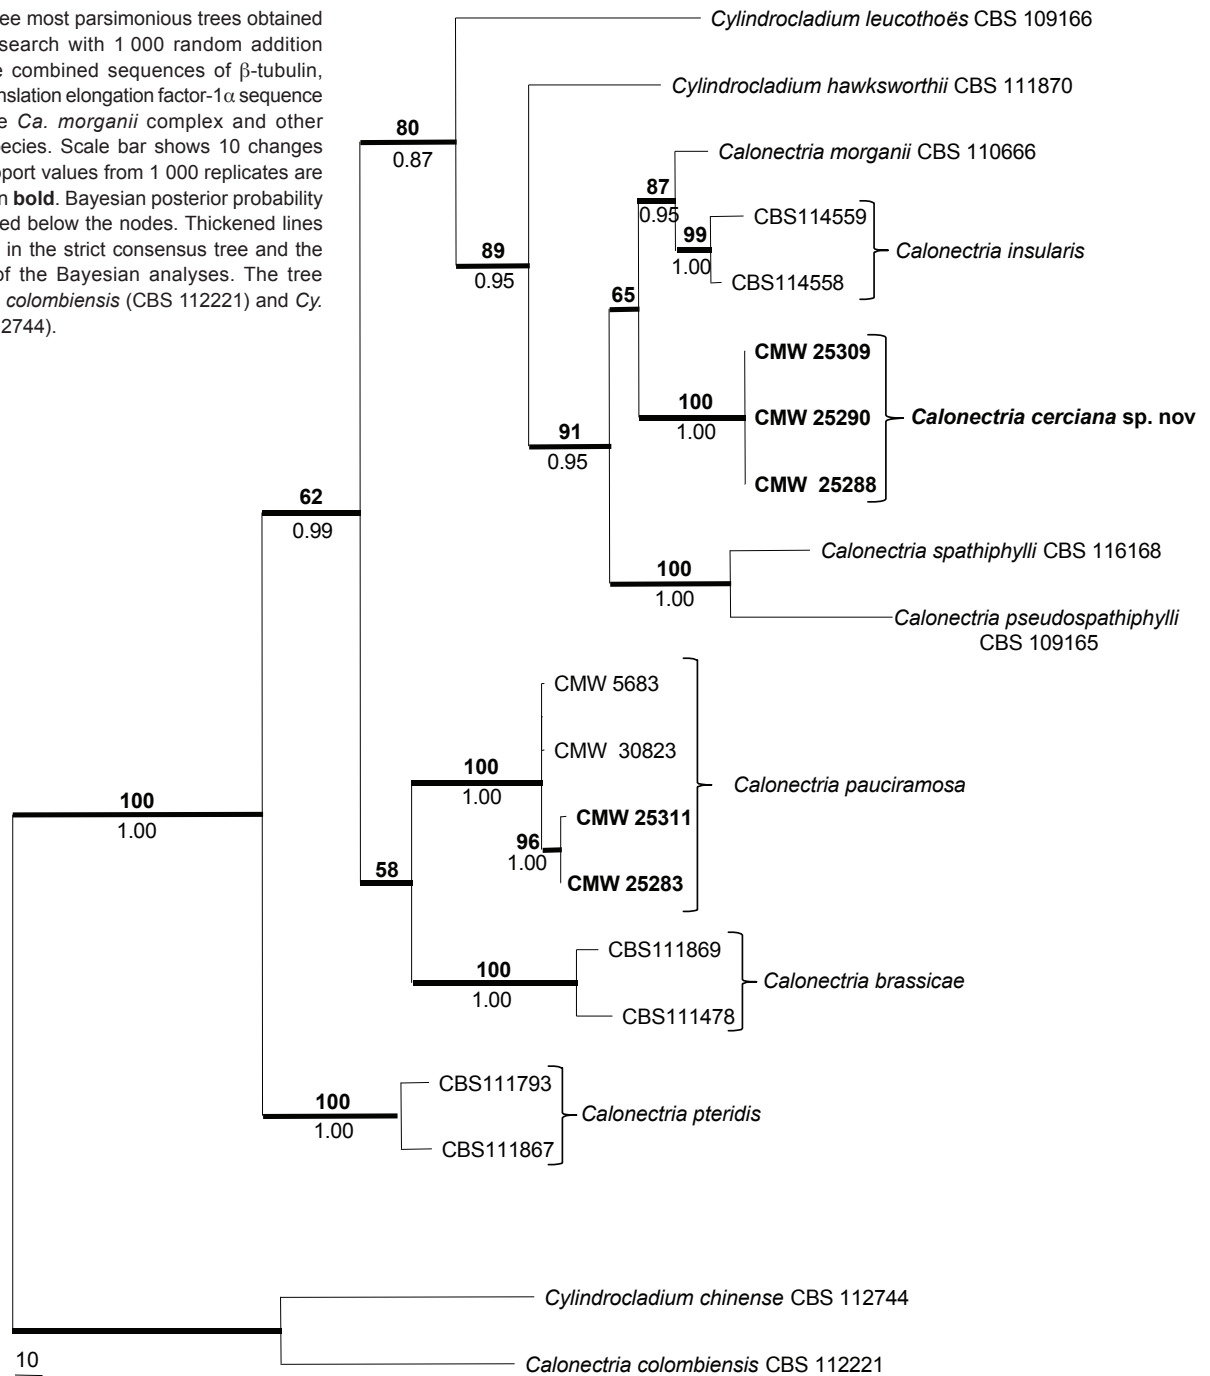 ee most parsimonious trees obtained
search with 1 000 random addition
e combined sequences of β-tubulin,
nslation elongation factor-1α sequence
e Ca. morganii complex and other
ecies. Scale bar shows 10 changes
port values from 1 000 replicates are
n bold. Bayesian posterior probability
ed below the nodes. Thickened lines
in the strict consensus tree and the
of the Bayesian analyses. The tree
colombiensis (CBS 112221) and Cy.
2744).
Cylindrocladium leucothoës CBS 109166
Cylindrocladium hawksworthii CBS 111870
80
0.87
Calonectria morganii CBS 110666
87
0.95
CBS114559
99
1.00
CBS114558
Calonectria insularis
89
0.95
65
CMW 25309
100
1.00
CMW 25290
Calonectria cerciana sp. nov
CMW  25288
91
0.95
62
0.99
Calonectria spathiphylli CBS 116168
100
1.00
Calonectria pseudospathiphylli
CBS 109165
CMW 5683
CMW  30823
100
1.00
Calonectria pauciramosa
CMW 25311
96
1.00
CMW 25283
100
1.00
58
CBS111869
100
1.00
Calonectria brassicae
CBS111478
CBS111793
100
1.00
Calonectria pteridis
CBS111867
Cylindrocladium chinense CBS 112744
Calonectria colombiensis CBS 112221
10